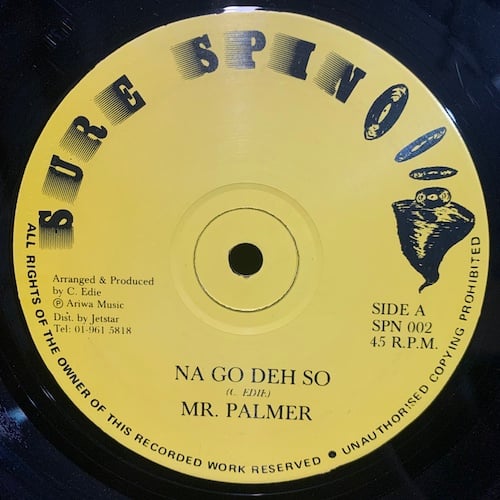 SURE SPIN
Arranged & Produced
by C. Edie
℗ Ariwa Music
Dist. by Jetstar
Tel: 01-961 5818
SIDE A
SPN 002
45 R.P.M.
NA GO DEH SO
(C. EDIE)
MR. PALMER
ALL RIGHTS OF THE OWNER OF THIS RECORDED WORK RESERVED • UNAUTHORISED COPYING PROHIBITED